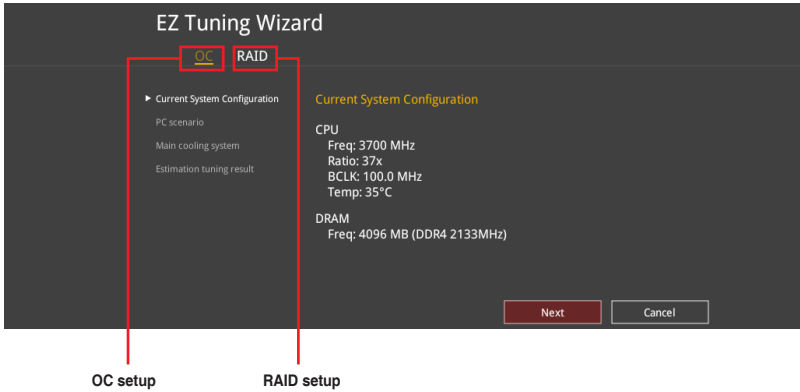 EZ Tuning Wizard
OC RAID
Current System Configuration
PC scenario
Main cooling system
Estimation tuning result
Current System Configuration
CPU
Freq: 3700 MHz
Ratio: 37x
BCLK: 100.0 MHz
Temp: 35°C
DRAM
Freq: 4096 MB (DDR4 2133MHz)
Next Cancel
OC setup RAID setup